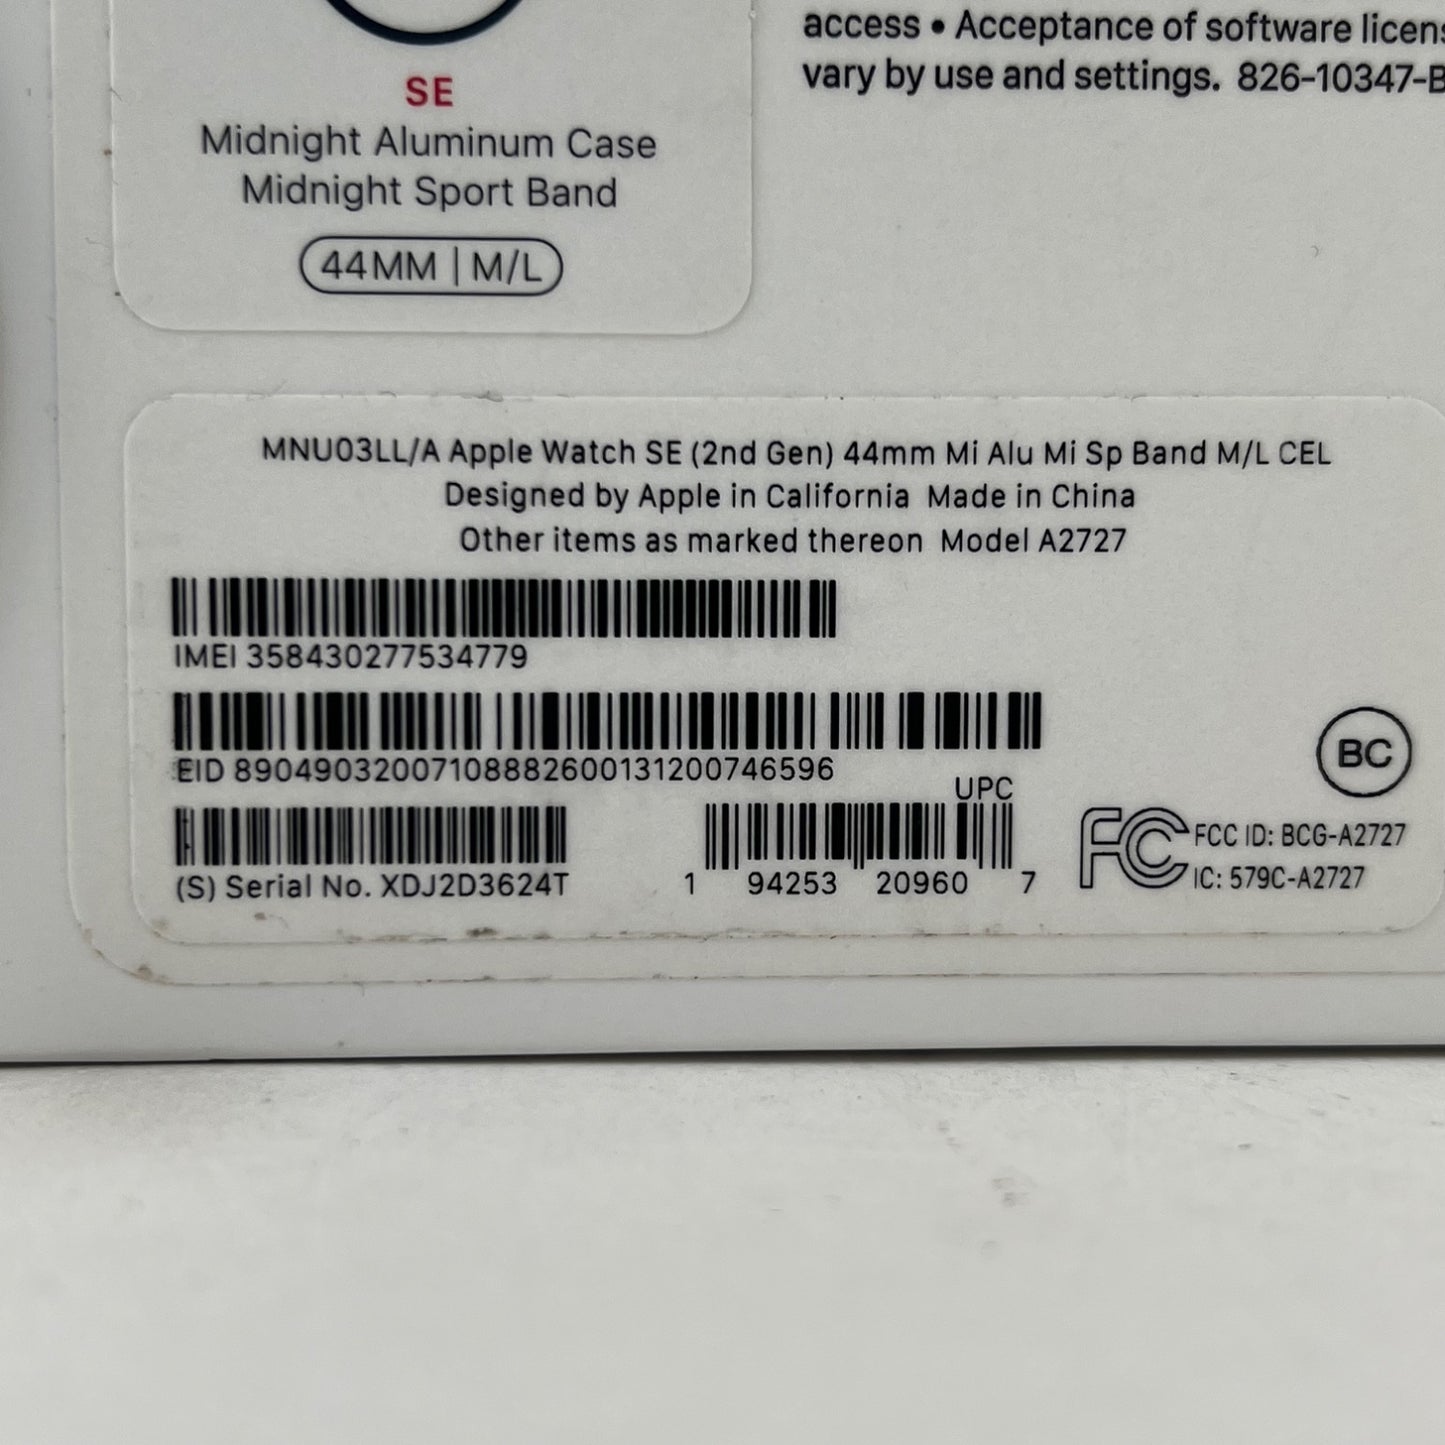 access • Acceptance of software
vary by use and settings. 826-10347-B
SE
Midnight Aluminum Case
Midnight Sport Band
44MM | M/L
MNU03LL/A Apple Watch SE (2nd Gen) 44mm Mi Alu Mi Sp Band M/L CEL
Designed by Apple in California Made in China
Other items as marked thereon Model A2727
IMEI 358430277534779
EID 89049032007108882600131200746596
BC
UPC
(S) Serial No. XDJ2D3624T
1 94253 20960 7
FC
FCC ID: BCG-A2727
IC: 579C-A2727